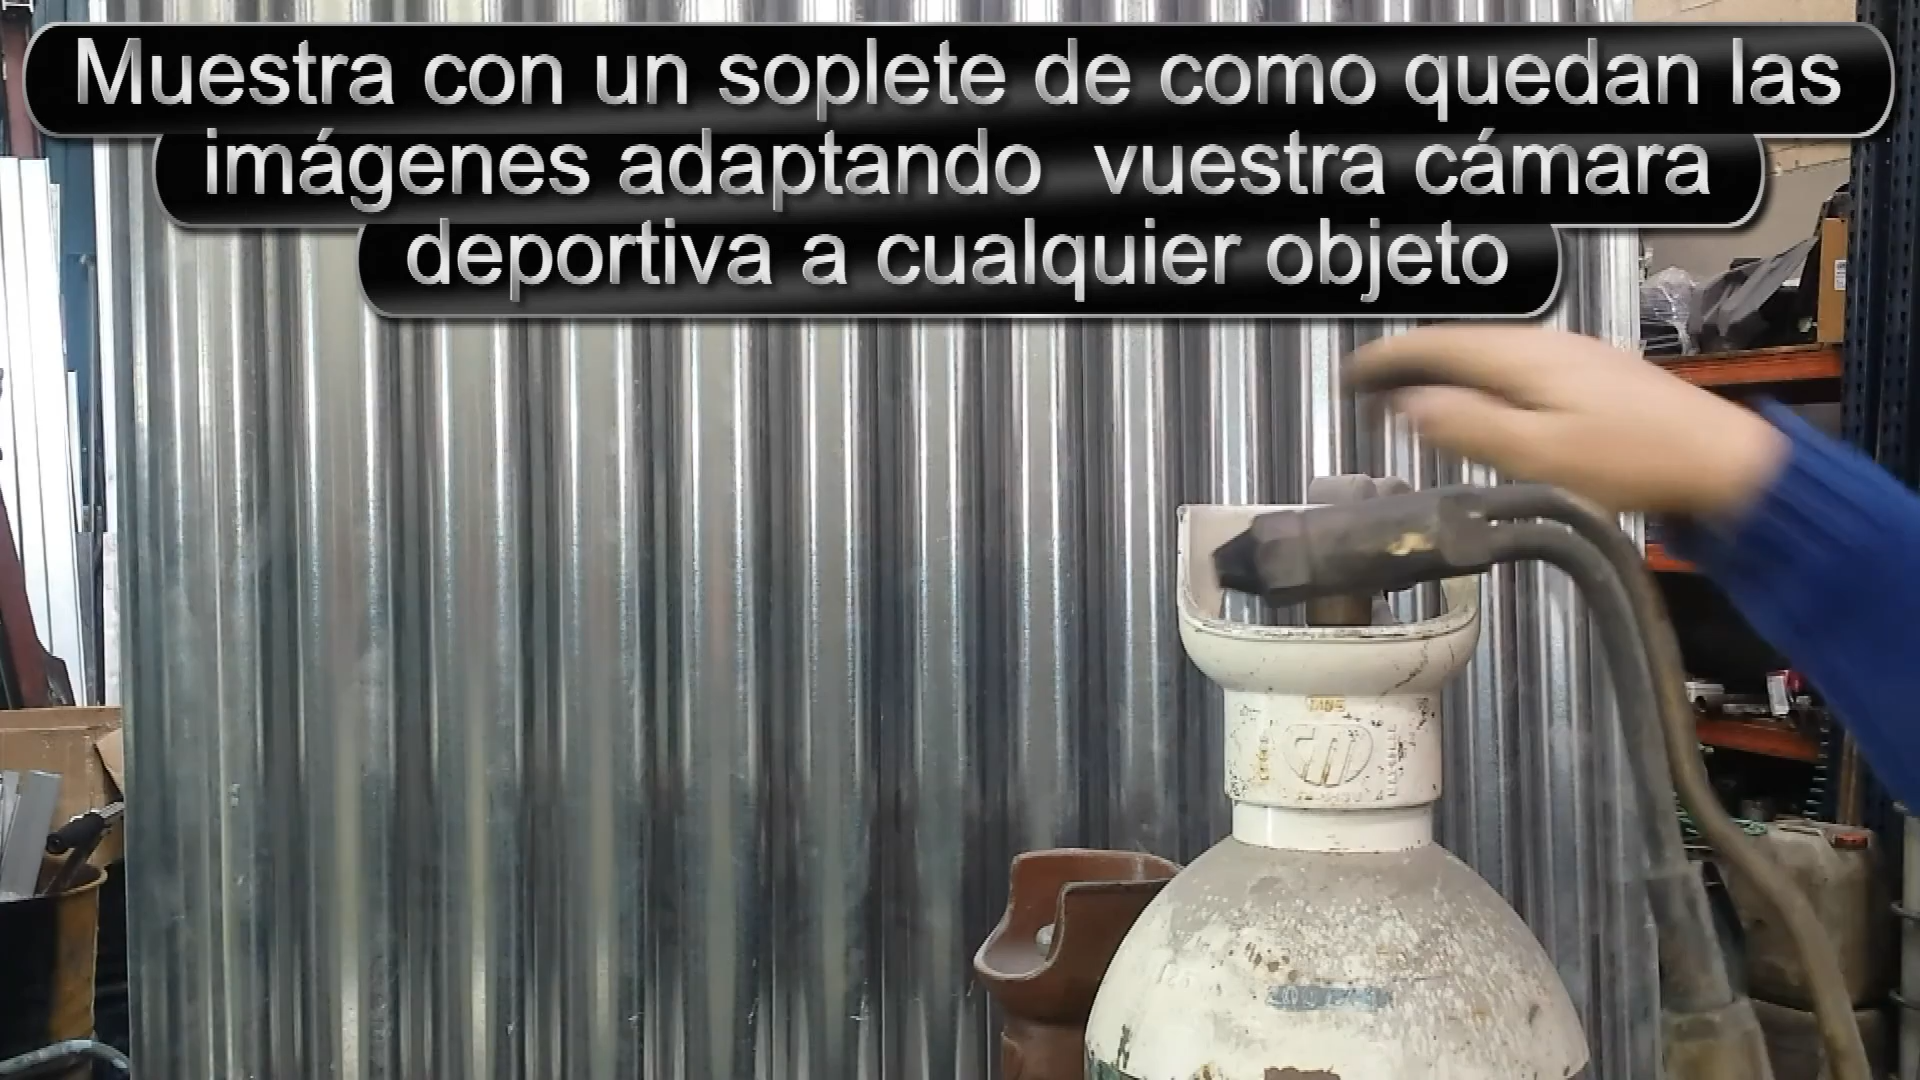 Muestra con un soplete de como quedan las
imágenes adaptando vuestra cámara
deportiva a cualquier objeto